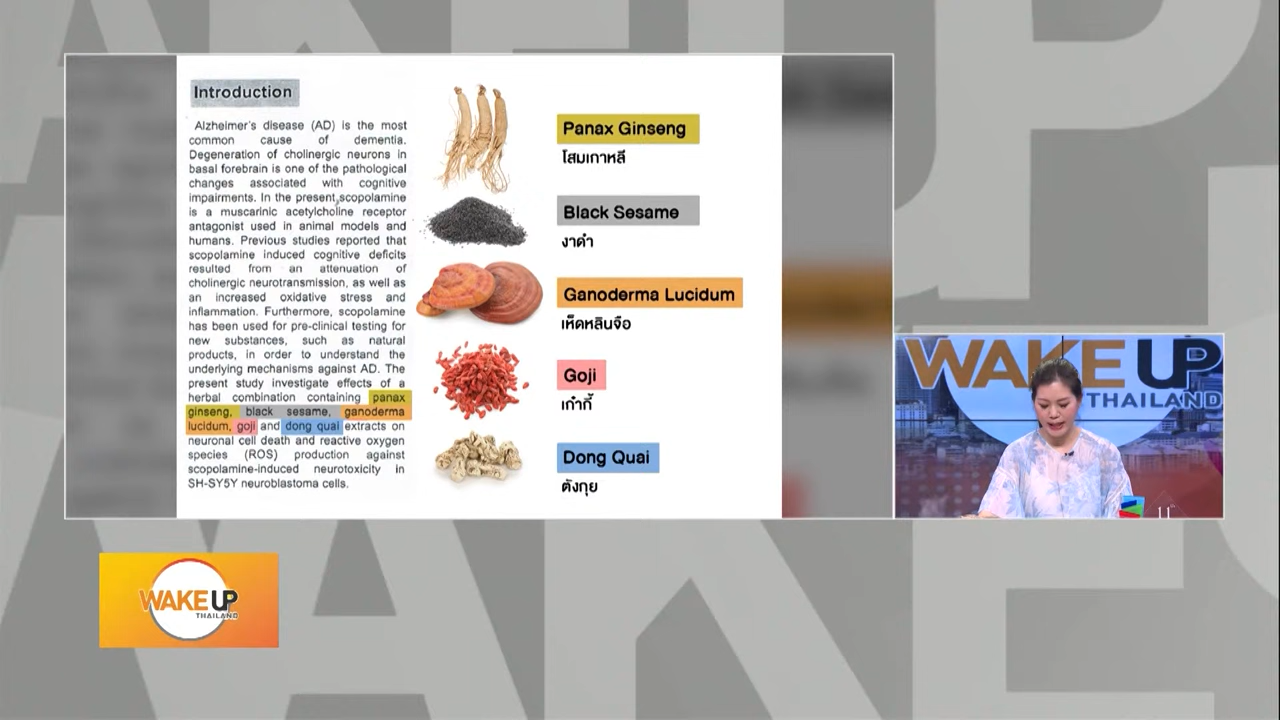 Introduction
Alzheimer's disease (AD) is the most
common cause of dementia.
Degeneration of cholinergic neurons in
basal forebrain is one of the pathological
changes associated with cognitive
impairments. In the present scopolamine
is a muscarinic acetylcholine receptor
antagonist used in animal models and
humans. Previous studies reported that
scopolamine induced cognitive deficits
resulted from an attenuation of
cholinergic neurotransmission, as well as
an increased oxidative stress and
inflammation. Furthermore, scopolamine
has been used for pre-clinical testing for
new substances, such as natural
products, in order to understand the
underlying mechanisms against AD. The
present study investigate effects of a
herbal combination containing panax
ginseng, black sesame, ganoderma
lucidum, goji and dong quai extracts on
neuronal cell death and reactive oxygen
species (ROS) production against
scopolamine-induced neurotoxicity in
SH-SY5Y neuroblastoma cells.
Panax Ginseng
โสมเกาหลี
Black Sesame
งาดำ
Ganoderma Lucidum
เห็ดหลินจือ
Goji
เก๋ากี้
Dong Quai
ตังกุย
WAKE UP
THAILAND
11
WAKE UP
THAILAND